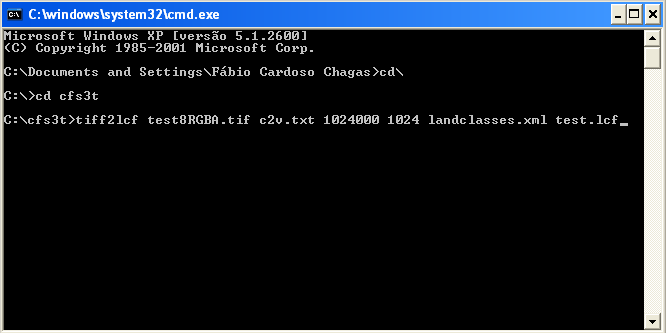 C:\windows\system32\cmd.exe
Microsoft Windows XP [versão 5.1.2600]
(C) Copyright 1985-2001 Microsoft Corp.
C:\Documents and Settings\Fábio Cardoso Chagas>cd\
C:\>cd cfs3t
C:\cfs3t>tiff2lcf test8RGBA.tif c2v.txt 1024000 1024 landclasses.xml test.lcf_